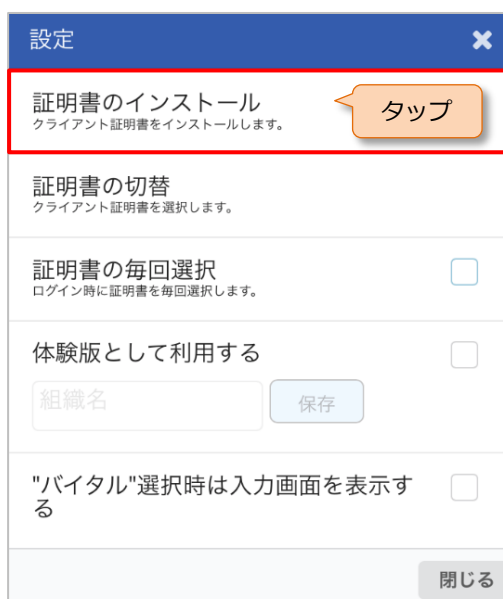 設定
証明書のインストール
クライアント証明書をインストールします。
タップ
証明書の切替
クライアント証明書を選択します。
証明書の毎回選択
ログイン時に証明書を毎回選択します。
体験版として利用する
組織名
保存
"バイタル"選択時は入力画面を表示す
る
閉じる